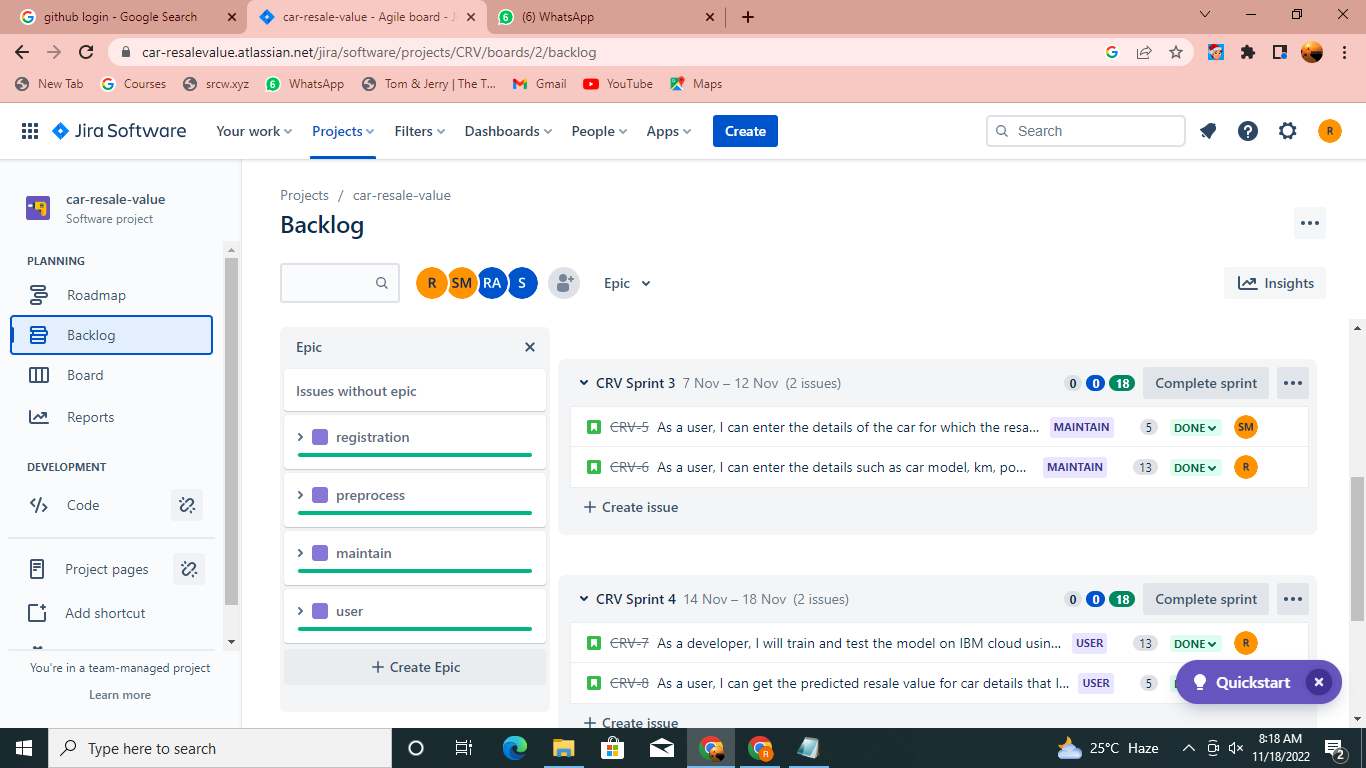 github login - Google Search
car-resale-value - Agile board - Ji
(6) WhatsApp
car-resalevalue.atlassian.net/jira/software/projects/CRV/boards/2/backlog
New Tab
Courses
srcw.xyz
WhatsApp
Tom & Jerry | The T...
Gmail
YouTube
Maps
Jira Software
Your work
Projects
Filters
Dashboards
People
Apps
Create
Search
R
car-resale-value
Software project
PLANNING
Roadmap
Backlog
Board
Reports
DEVELOPMENT
Code
Project pages
Add shortcut
You're in a team-managed project
Learn more
Projects / car-resale-value
Backlog
R SM RA S
Epic
Insights
Epic
Issues without epic
registration
preprocess
maintain
user
+ Create Epic
CRV Sprint 3 7 Nov – 12 Nov (2 issues) 0 0 18 Complete sprint
CRV-5 As a user, I can enter the details of the car for which the resa... MAINTAIN 5 DONE SM
CRV-6 As a user, I can enter the details such as car model, km, po... MAINTAIN 13 DONE R
+ Create issue
CRV Sprint 4 14 Nov – 18 Nov (2 issues) 0 0 18 Complete sprint
CRV-7 As a developer, I will train and test the model on IBM cloud usin... USER 13 DONE R
CRV-8 As a user, I can get the predicted resale value for car details that I... USER 5
+ Create issue
Quickstart
Type here to search
25°C Haze
8:18 AM
11/18/2022
2